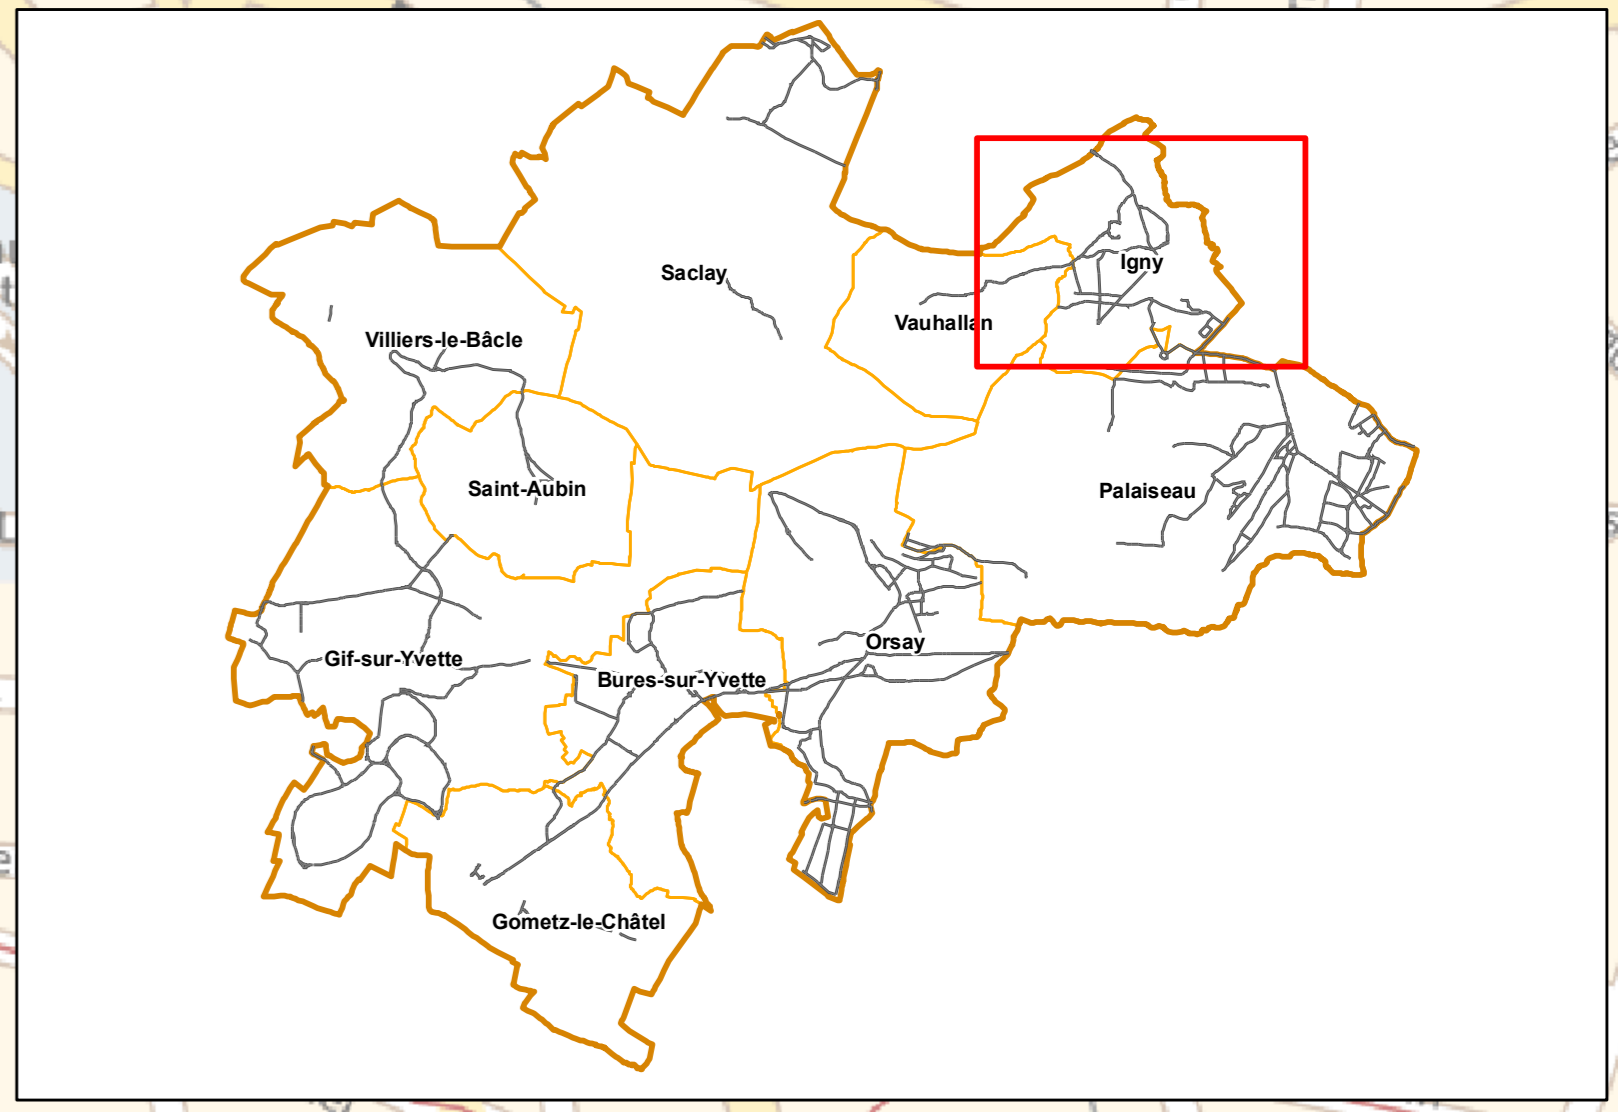 Saclay
Igny
Vauhallan
Villiers-le-Bâcle
Saint-Aubin
Palaiseau
Orsay
Gif-sur-Yvette
Bures-sur-Yvette
Gometz-le-Châtel